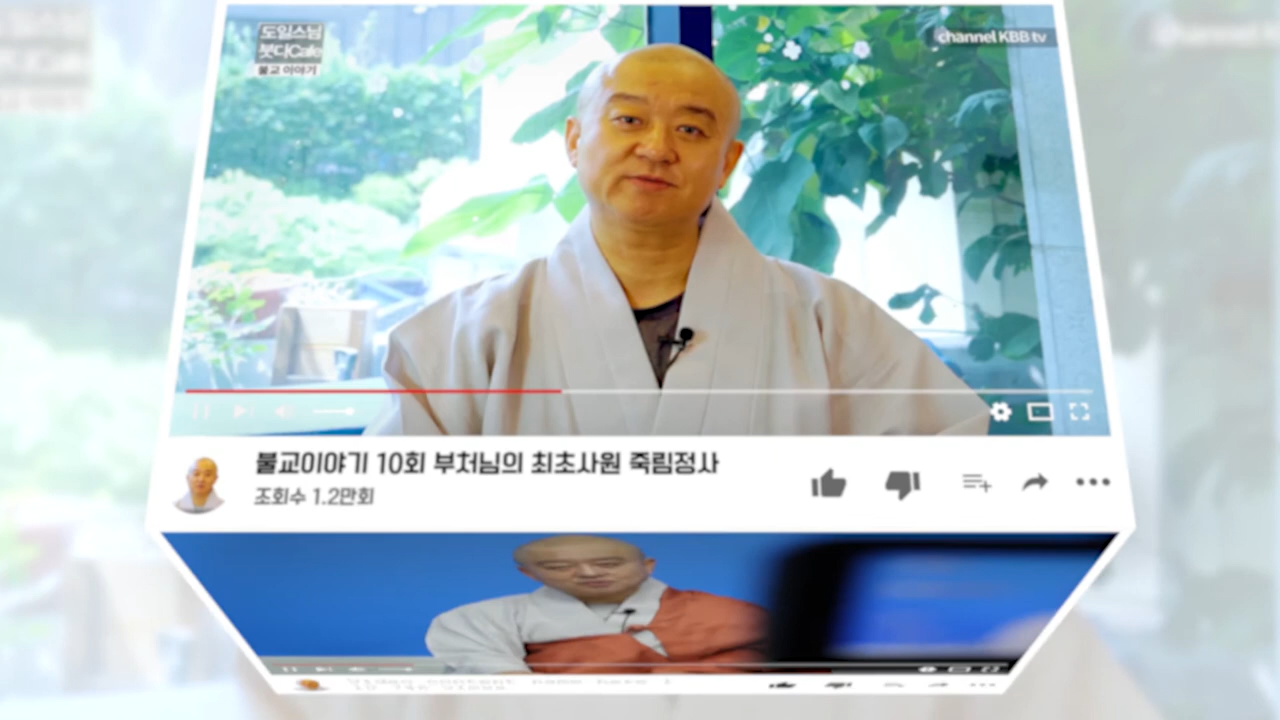 도일스님
붓다Cafe
불교 이야기
channel KBB tv
불교이야기 10회 부처님의 최초사원 죽림정사
조회수 1.2만회